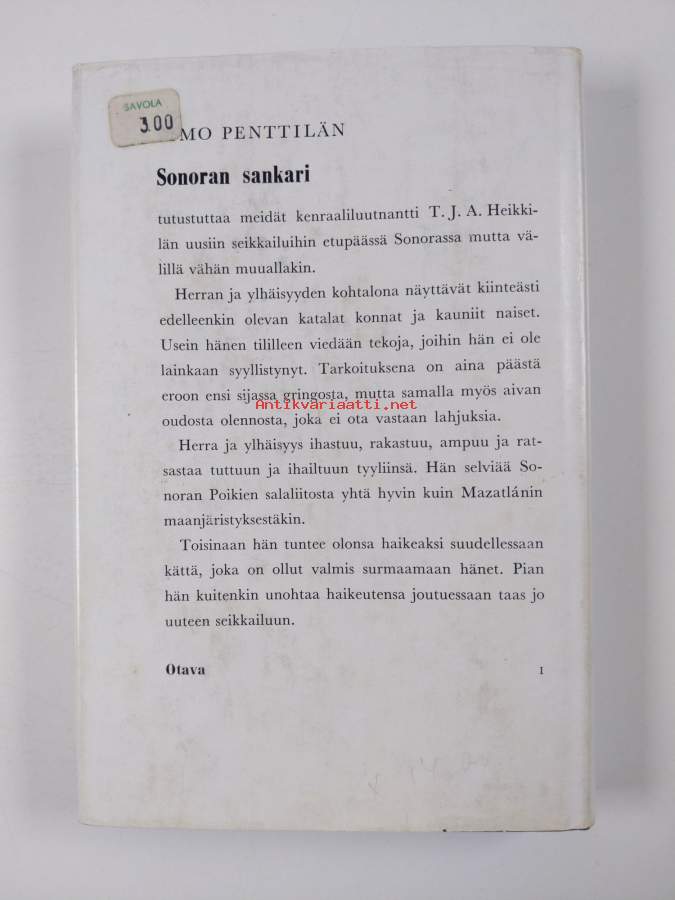 SAVOLA
3.00
MO PENTTILÄN
Sonoran sankari
tutustuttaa meidät kenraaliluutnantti T. J. A. Heikki-
län uusiin seikkailuihin etupäässä Sonorassa mutta vä-
lillä vähän muuallakin.
Herran ja ylhäisyyden kohtalona näyttävät kiinteästi
edelleenkin olevan katalat konnat ja kauniit naiset.
Usein hänen tililleen viedään tekoja, joihin hän ei ole
lainkaan syyllistynyt. Tarkoituksena on aina päästä
eroon ensi sijassa gringosta, mutta samalla myös aivan
Antikvariaatti.net
oudosta olennosta, joka ei ota vastaan lahjuksia.
Herra ja ylhäisyys ihastuu, rakastuu, ampuu ja rat-
sastaa tuttuun ja ihailtuun tyyliinsä. Hän selviää So-
noran Poikien salaliitosta yhtä hyvin kuin Mazatlánin
maanjäristyksestäkin.
Toisinaan hän tuntee olonsa haikeaksi suudellessaan
kättä, joka on ollut valmis surmaamaan hänet. Pian
hän kuitenkin unohtaa haikeutensa joutuessaan taas jo
uuteen seikkailuun.
Otava
1